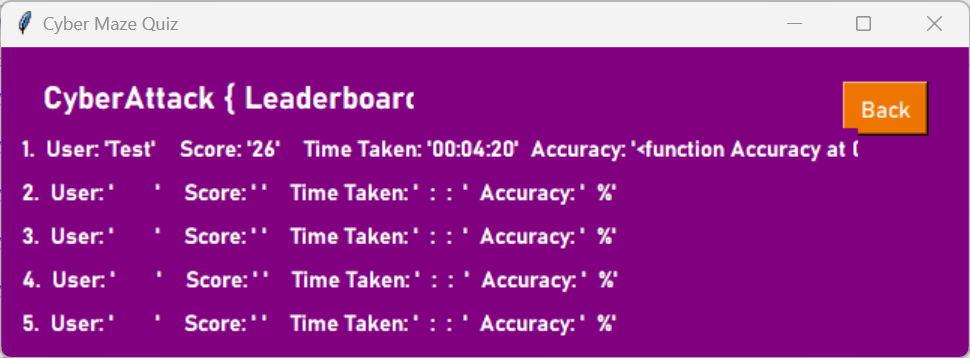 Cyber Maze Quiz
CyberAttack { Leaderboard
Back
1. User: 'Test' Score: '26' Time Taken: '00:04:20' Accuracy: '<function Accuracy at 0
2. User: ' ' Score: ' ' Time Taken: ' : : ' Accuracy: ' %'
3. User: ' ' Score: ' ' Time Taken: ' : : ' Accuracy: ' %'
4. User: ' ' Score: ' ' Time Taken: ' : : ' Accuracy: ' %'
5. User: ' ' Score: ' ' Time Taken: ' : : ' Accuracy: ' %'